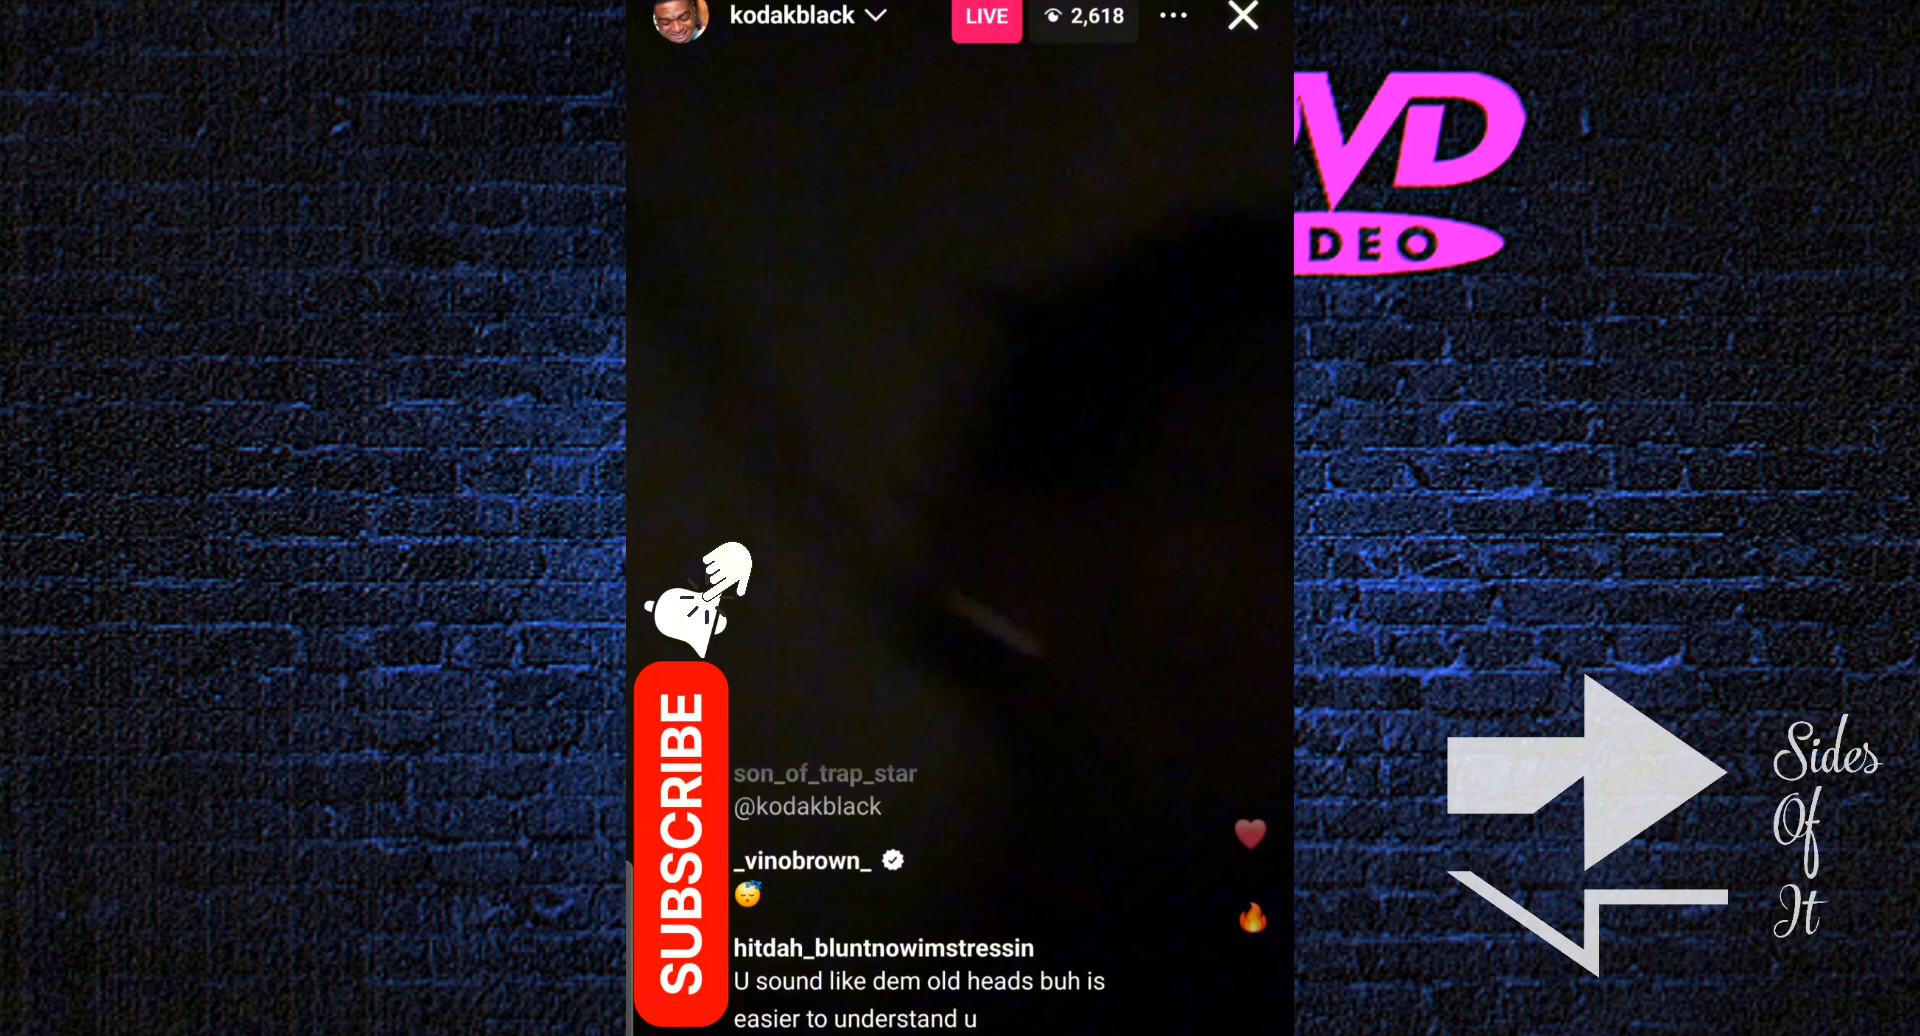 kodakblack
LIVE
2,618
VD
DEO
SUBSCRIBE
son_of_trap_star
@kodakblack
_vinobrown_
hitdah_bluntnowimstressin
U sound like dem old heads buh is
easier to understand u
Sides
Of
It